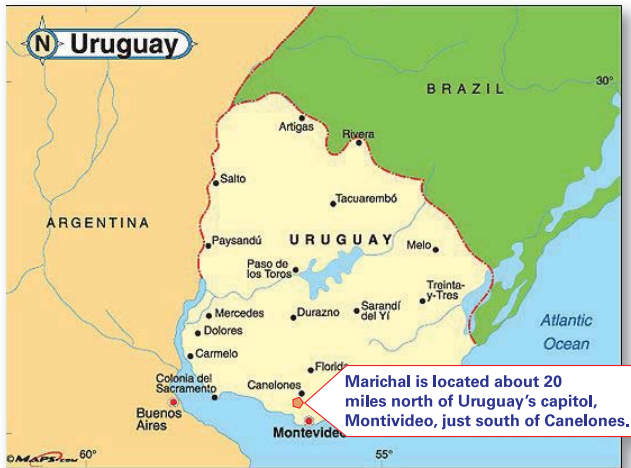 N Uruguay
BRAZIL
30°
Artigas
Rivera
Salto
Tacuarembó
ARGENTINA
Paysandú
URUGUAY
Melo
Paso de
los Toros
Treinta-
y-Tres
Mercedes
Durazno
Sarandí
del Yí
Dolores
Atlantic
Ocean
Carmelo
Florida
Colonia del
Sacramento
Canelones
Marichal is located about 20
miles north of Uruguay's capitol,
Montivideo, just south of Canelones.
Buenos
Aires
Montevideo
©MAPS.com
60°
55°